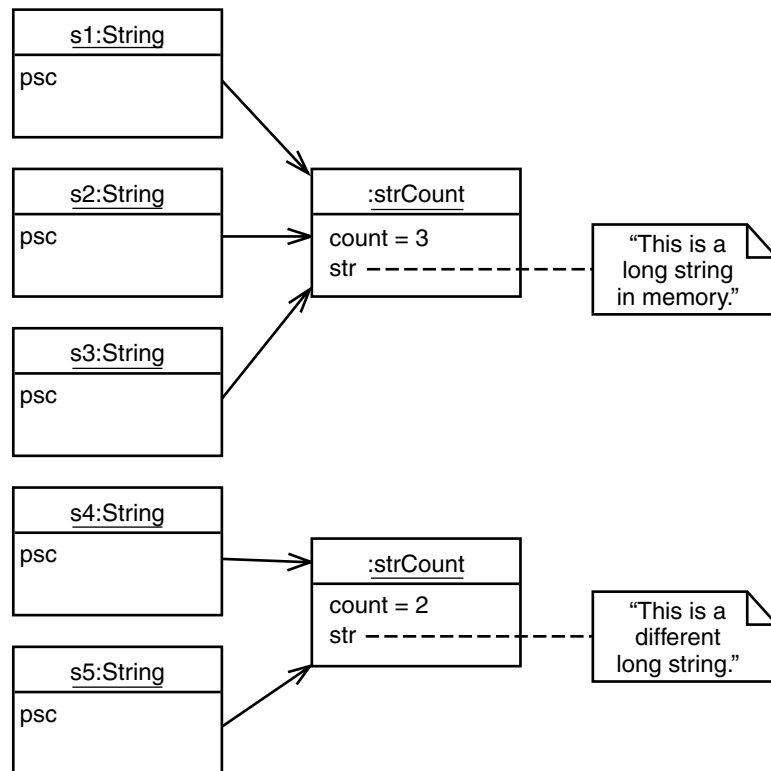 s1:String
psc
s2:String
psc
s3:String
psc
:strCount
count = 3
str
“This is a
long string
in memory.”
s4:String
psc
s5:String
psc
:strCount
count = 2
str
“This is a
different
long string.”